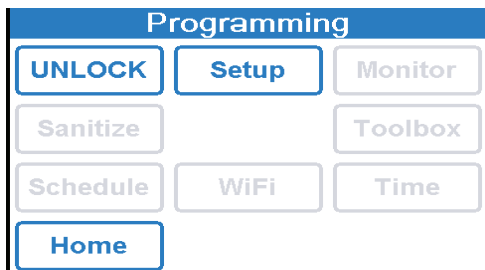 Programming
UNLOCK Setup Monitor
Sanitize Toolbox
Schedule WiFi Time
Home